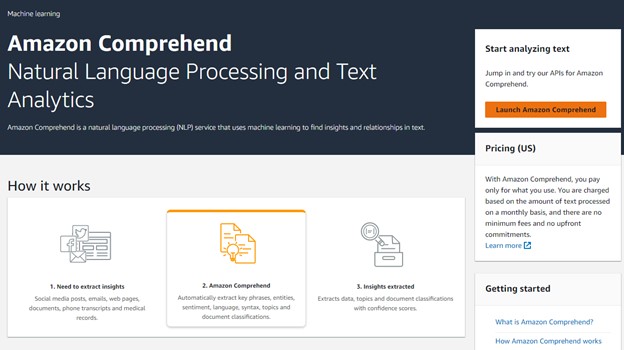 Machine learning
Amazon Comprehend
Natural Language Processing and Text
Analytics
Amazon Comprehend is a natural language processing (NLP) service that uses machine learning to find insights and relationships in text.
Start analyzing text
Jump in and try our APIs for Amazon
Comprehend.
Launch Amazon Comprehend
Pricing (US)
With Amazon Comprehend, you pay
only for what you use. You are charged
based on the amount of text processed
on a monthly basis, and there are no
minimum fees and no upfront
commitments.
Learn more
How it works
1. Need to extract insights
Social media posts, emails, web pages,
documents, phone transcripts and medical
records.
2. Amazon Comprehend
Automatically extract key phrases, entities,
sentiment, language, syntax, topics and
document classifications.
3. Insights extracted
Extracts data, topics and document classifications
with confidence scores.
Getting started
What is Amazon Comprehend?
How Amazon Comprehend works